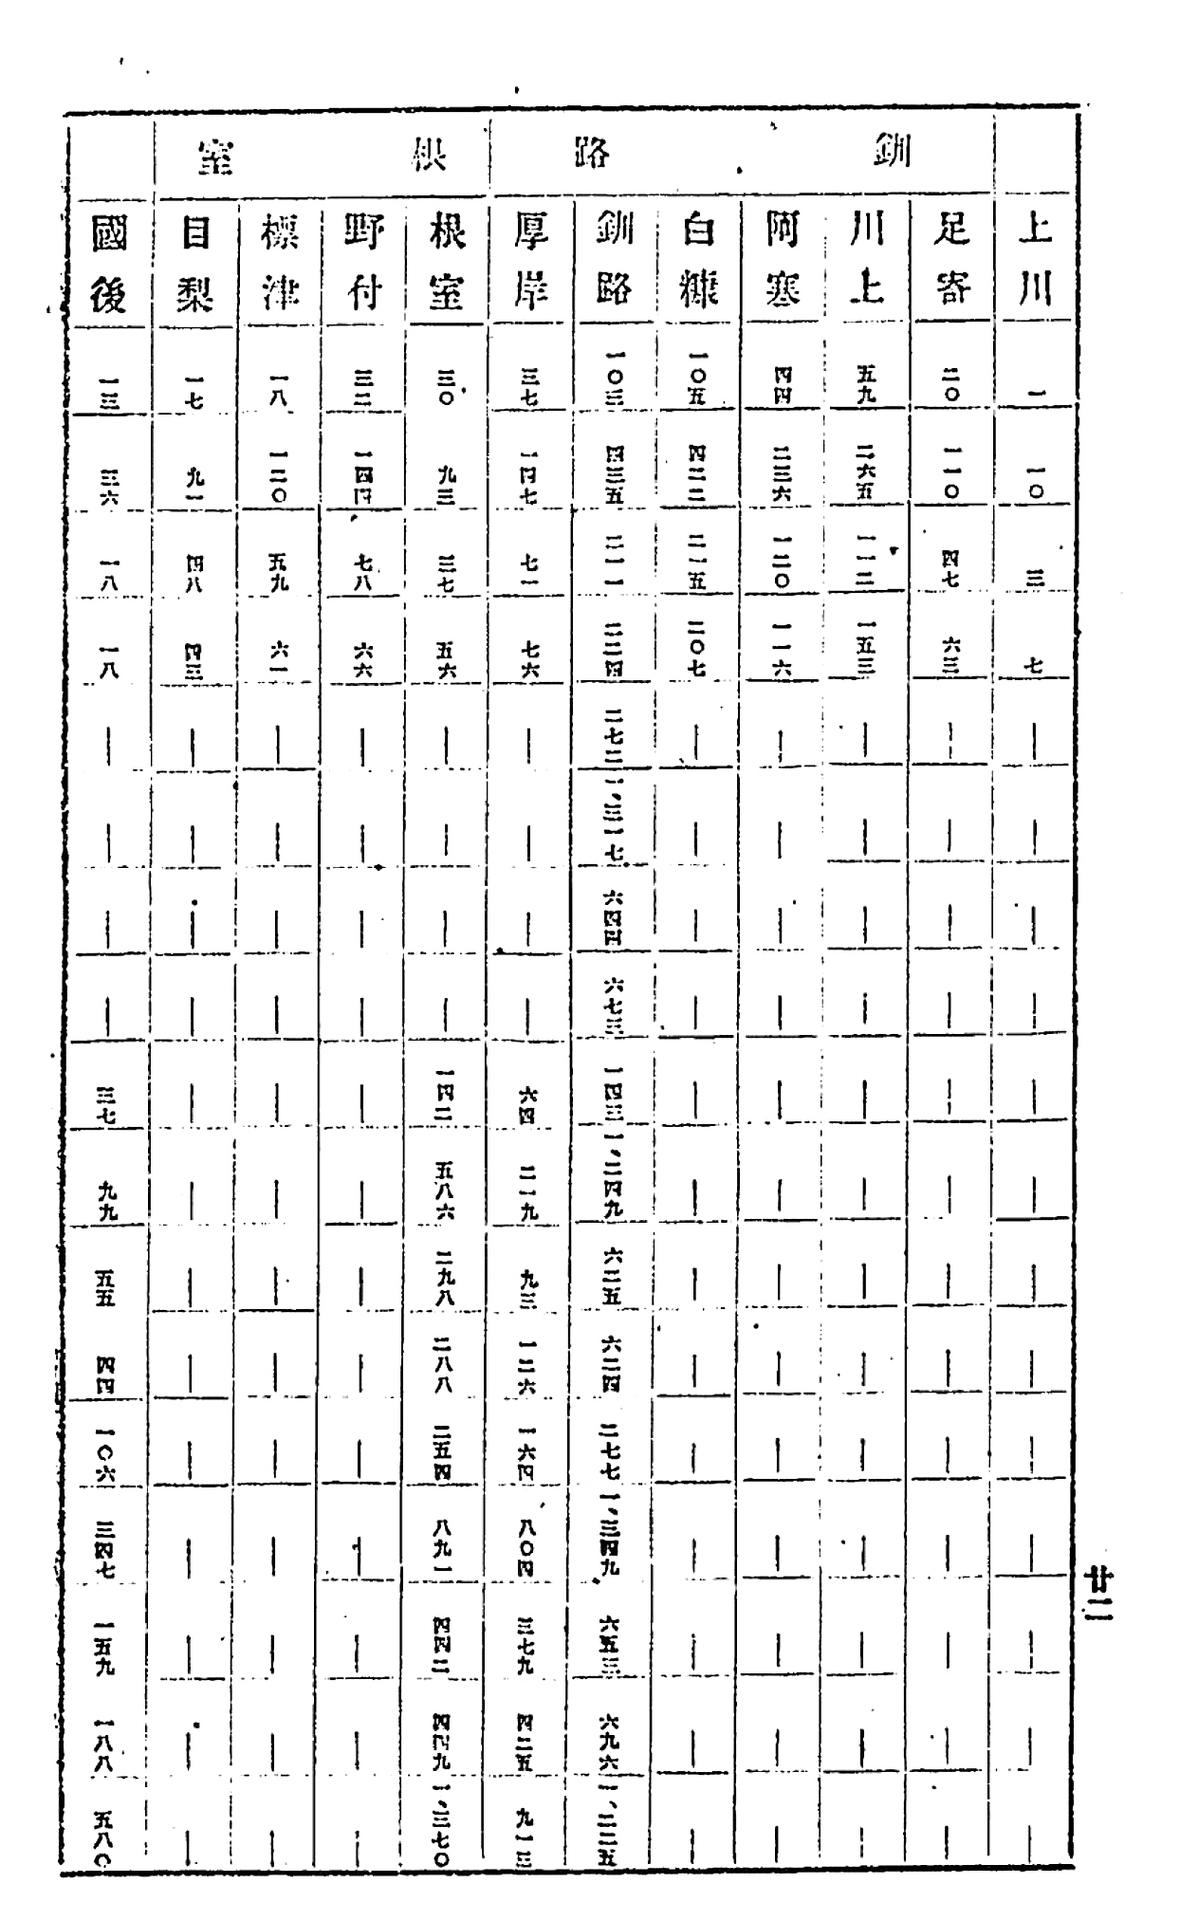 釧路
根室
上川 一 一〇 三 七 ― ― ― ― ― ― ― ― ― ― ― ― ―
足寄 二〇 一一〇 四七 六三 ― ― ― ― ― ― ― ― ― ― ― ― ―
川上 五九 二六五 一一二 一五三 ― ― ― ― ― ― ― ― ― ― ― ― ―
阿寒 四四 二三六 一二〇 一一六 ― ― ― ― ― ― ― ― ― ― ― ― ―
白糠 一〇五 四二二 二一五 二〇七 ― ― ― ― ― ― ― ― ― ― ― ― ―
釧路 一〇三 四三五 二一一 二二四 二七二 一、三一七 六四四 六七三 一四三 一、二四九 六二五 六二四 二七七 一、三四九 六五三 六九六 一、二二五
厚岸 三七 一四七 七一 七六 ― ― ― ― 六四 二一九 九三 一二六 一六四 八〇四 三七九 四二五 九一三
根室 三〇 九三 三七 五六 ― ― ― ― 一四二 五八六 二九八 二八八 二五四 八九一 四四二 四四九 一、三七〇
野付 三二 一四四 七八 六六 ― ― ― ― ― ― ― ― ― ― ― ― ―
標津 一八 一二〇 五九 六一 ― ― ― ― ― ― ― ― ― ― ― ― ―
目梨 一七 九一 四八 四三 ― ― ― ― ― ― ― ― ― ― ― ― ―
國後 一三 三六 一八 一八 ― ― ― ― 三七 九九 五五 四四 一〇六 三四七 一五九 一八八 五八〇
廿二